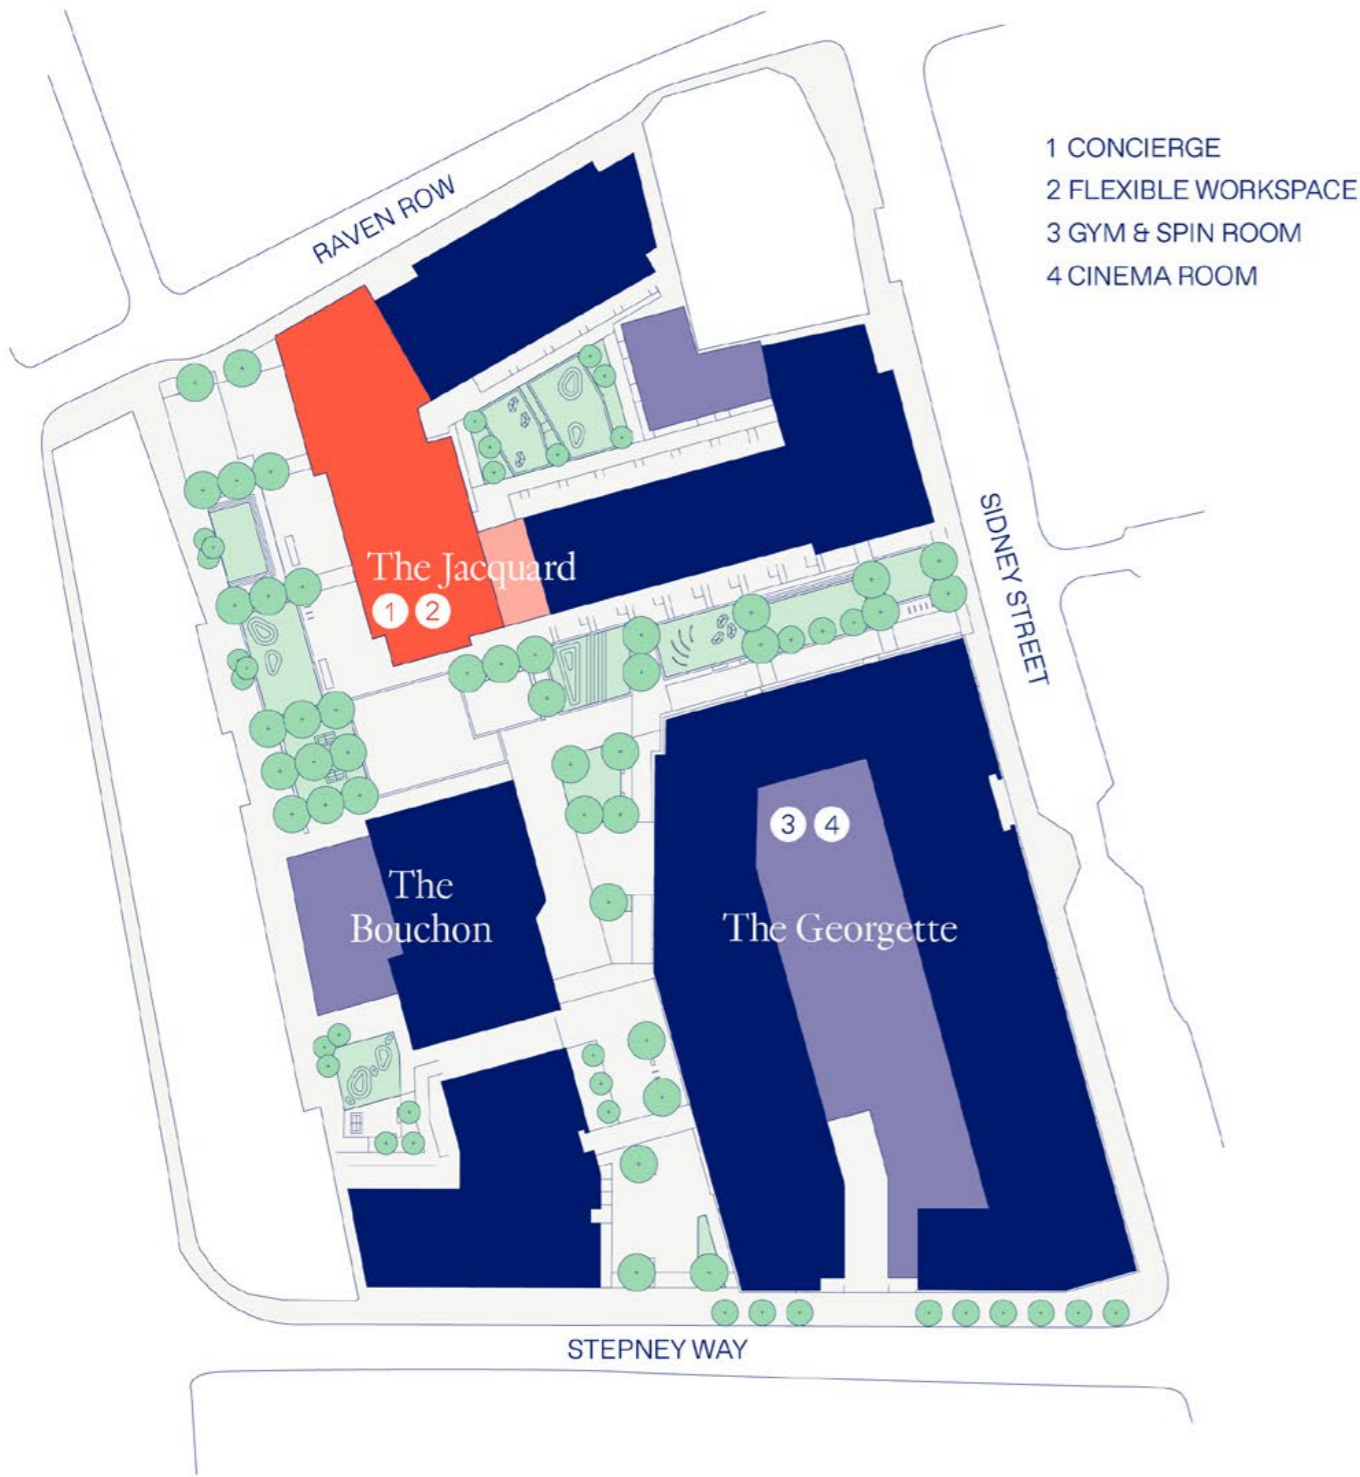 RAVEN ROW
1 CONCIERGE
2 FLEXIBLE WORKSPACE
3 GYM & SPIN ROOM
4 CINEMA ROOM
SIDNEY STREET
The Jacquard
1 2
3 4
The
Bouchon
The Georgette
STEPNEY WAY